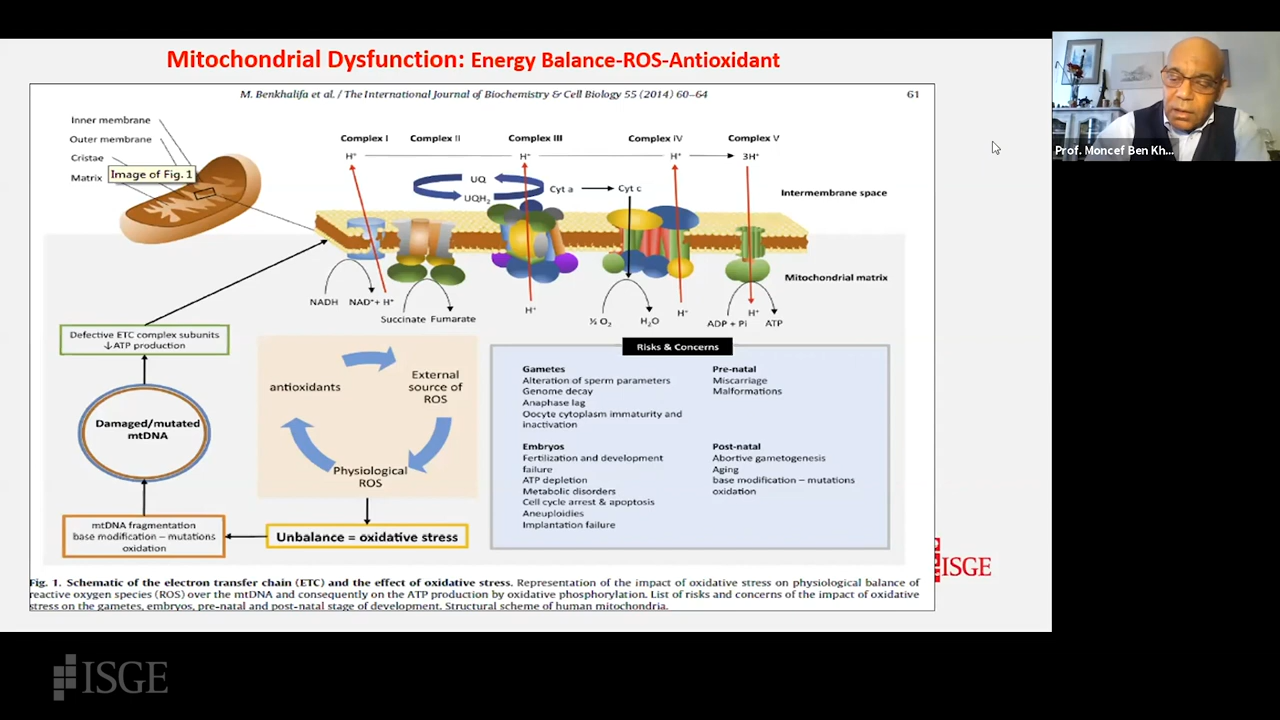 Mitochondrial Dysfunction: Energy Balance-ROS-Antioxidant
M. Benkhalifa et al. / The International Journal of Biochemistry & Cell Biology 55 (2014) 60–64
61
Inner membrane
Outer membrane
Cristae
Matrix
Image of Fig. 1
Complex I
Complex II
Complex III
Complex IV
Complex V
H⁺
H⁺
H⁺
3H⁺
UQ
UQH₂
Cyt a
Cyt c
Intermembrane space
Mitochondrial matrix
NADH
NAD⁺+ H⁺
Succinate
Fumarate
H⁺
½ O₂
H₂O
H⁺
ADP + Pi
H⁺
ATP
Defective ETC complex subunits
↓ATP production
Damaged/mutated
mtDNA
mtDNA fragmentation
base modification – mutations
oxidation
antioxidants
External
source of
ROS
Physiological
ROS
Unbalance = oxidative stress
Risks & Concerns
Gametes
Alteration of sperm parameters
Genome decay
Anaphase lag
Oocyte cytoplasm immaturity and
inactivation
Embryos
Fertilization and development
failure
ATP depletion
Metabolic disorders
Cell cycle arrest & apoptosis
Aneuploidies
Implantation failure
Pre-natal
Miscarriage
Malformations
Post-natal
Abortive gametogenesis
Aging
base modification – mutations
oxidation
Fig. 1. Schematic of the electron transfer chain (ETC) and the effect of oxidative stress. Representation of the impact of oxidative stress on physiological balance of
reactive oxygen species (ROS) over the mtDNA and consequently on the ATP production by oxidative phosphorylation. List of risks and concerns of the impact of oxidative
stress on the gametes, embryos, pre-natal and post-natal stage of development. Structural scheme of human mitochondria.
ISGE
Prof. Moncef Ben Kh...
ISGE